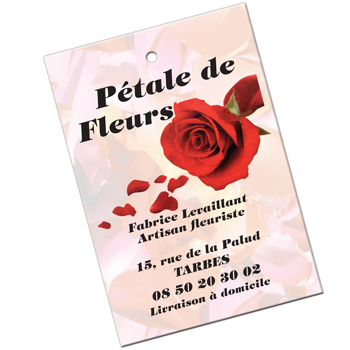 Pétale de
Fleurs
Fabrice Levaillant
Artisan fleuriste
15, rue de la Palud
TARBES
08 50 20 30 02
Livraison à domicile